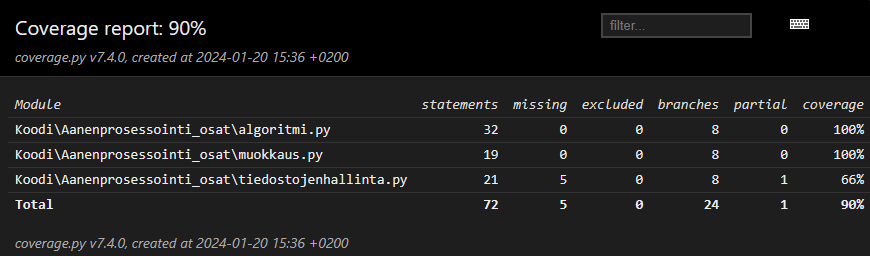 Coverage report: 90%
filter...
coverage.py v7.4.0, created at 2024-01-20 15:36 +0200
Module statements missing excluded branches partial coverage
Koodi\Aanenprosessointi_osat\algoritmi.py 32 0 0 8 0 100%
Koodi\Aanenprosessointi_osat\muokkaus.py 19 0 0 8 0 100%
Koodi\Aanenprosessointi_osat\tiedostojenhallinta.py 21 5 0 8 1 66%
Total 72 5 0 24 1 90%
coverage.py v7.4.0, created at 2024-01-20 15:36 +0200